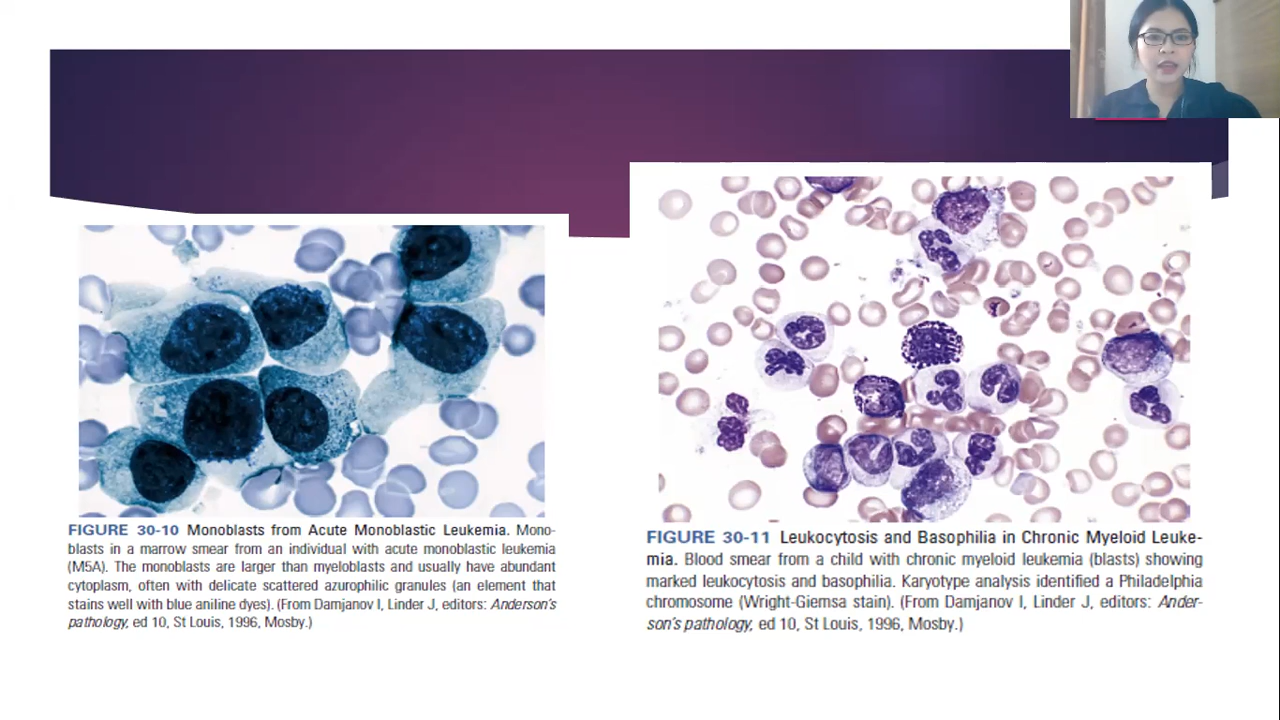 FIGURE 30-10 Monoblasts from Acute Monoblastic Leukemia. Mono-
blasts in a marrow smear from an individual with acute monoblastic leukemia
(M5A). The monoblasts are larger than myeloblasts and usually have abundant
cytoplasm, often with delicate scattered azurophilic granules (an element that
stains well with blue aniline dyes). (From Damjanov I, Linder J, editors: Anderson's
pathology, ed 10, St Louis, 1996, Mosby.)
FIGURE 30-11 Leukocytosis and Basophilia in Chronic Myeloid Leuke-
mia. Blood smear from a child with chronic myeloid leukemia (blasts) showing
marked leukocytosis and basophilia. Karyotype analysis identified a Philadelphia
chromosome (Wright-Giemsa stain). (From Damjanov I, Linder J, editors: Ander-
son's pathology, ed 10, St Louis, 1996, Mosby.)